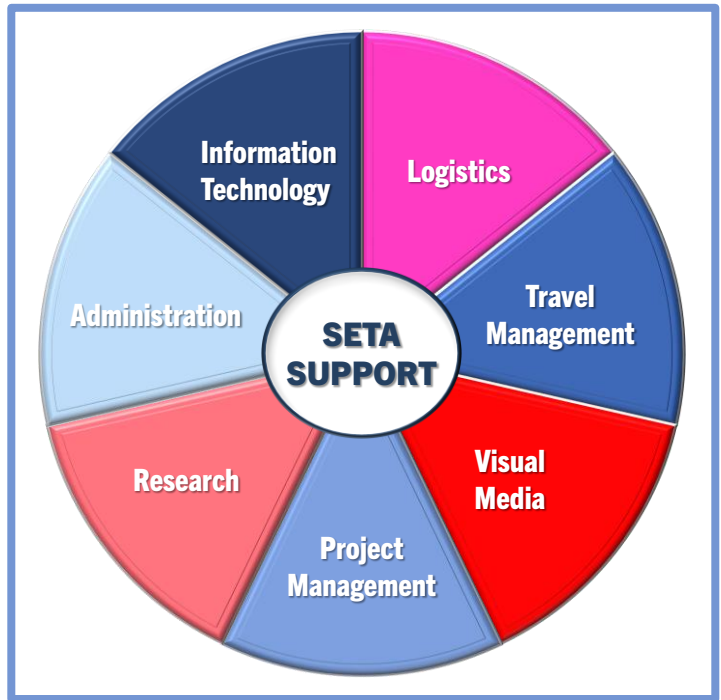 Information
Technology
Logistics
Travel
Management
Visual
Media
Project
Management
Research
Administration
SETA
SUPPORT